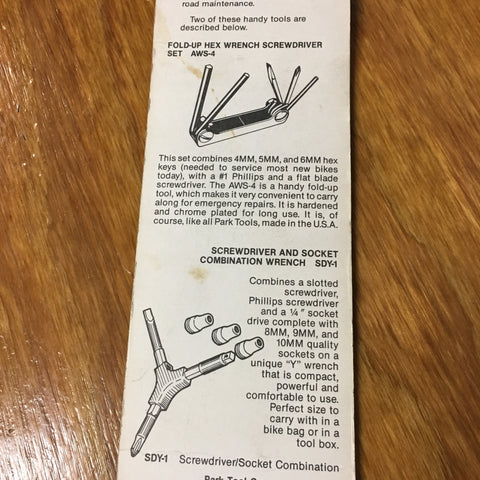 road maintenance.
Two of these handy tools are
described below.
FOLD-UP HEX WRENCH SCREWDRIVER
SET AWS-4
This set combines 4MM, 5MM, and 6MM hex
keys (needed to service most new bikes
today), with a #1 Phillips and a flat blade
screwdriver. The AWS-4 is a handy fold-up
tool, which makes it very convenient to carry
along for emergency repairs. It is hardened
and chrome plated for long use. It is, of
course, like all Park Tools, made in the U.S.A.
SCREWDRIVER AND SOCKET
COMBINATION WRENCH SDY-1
Combines a slotted
screwdriver,
Phillips screwdriver
and a ¼" socket
drive complete with
8MM, 9MM, and
10MM quality
sockets on a
unique "Y" wrench
that is compact,
powerful and
comfortable to use.
Perfect size to
carry with in a
bike bag or in a
tool box.
SDY-1 Screwdriver/Socket Combination
Park Tool